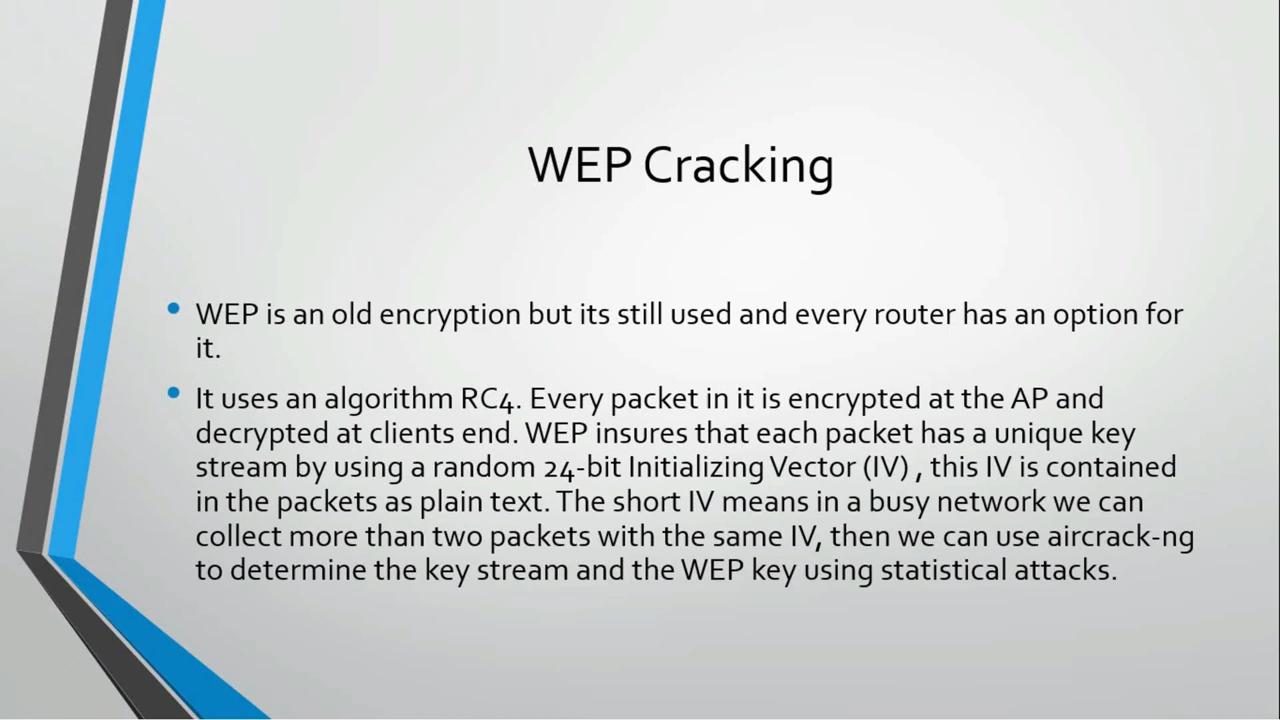 WEP Cracking
• WEP is an old encryption but its still used and every router has an option for
it.
• It uses an algorithm RC4. Every packet in it is encrypted at the AP and
decrypted at clients end. WEP insures that each packet has a unique key
stream by using a random 24-bit Initializing Vector (IV) , this IV is contained
in the packets as plain text. The short IV means in a busy network we can
collect more than two packets with the same IV, then we can use aircrack-ng
to determine the key stream and the WEP key using statistical attacks.